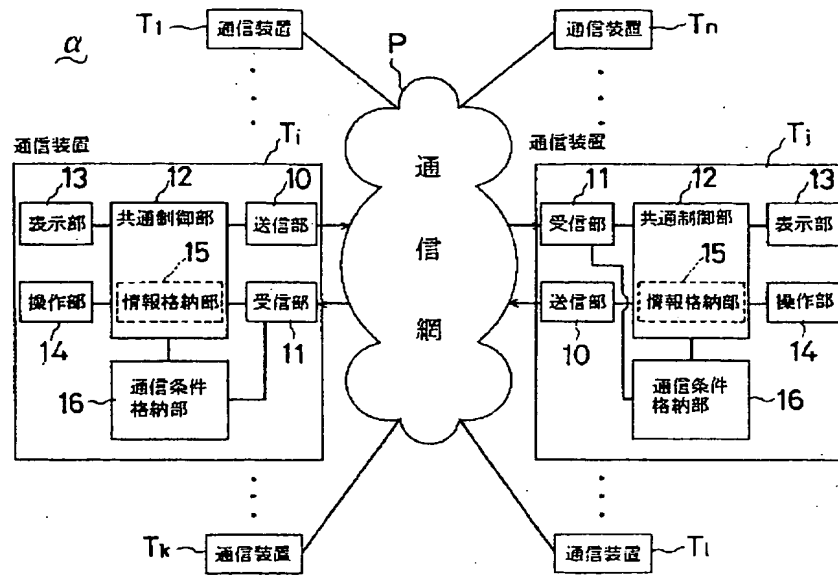 α
T1
通信装置
P
通信装置
Tn
通信装置
Ti
13
12
10
表示部
共通制御部
送信部
15
操作部
情報格納部
受信部
14
11
16
通信条件
格納部
通
信
網
通信装置
Tj
11
12
13
受信部
共通制御部
表示部
15
送信部
情報格納部
操作部
10
14
通信条件
格納部
16
Tk
通信装置
通信装置
Tl